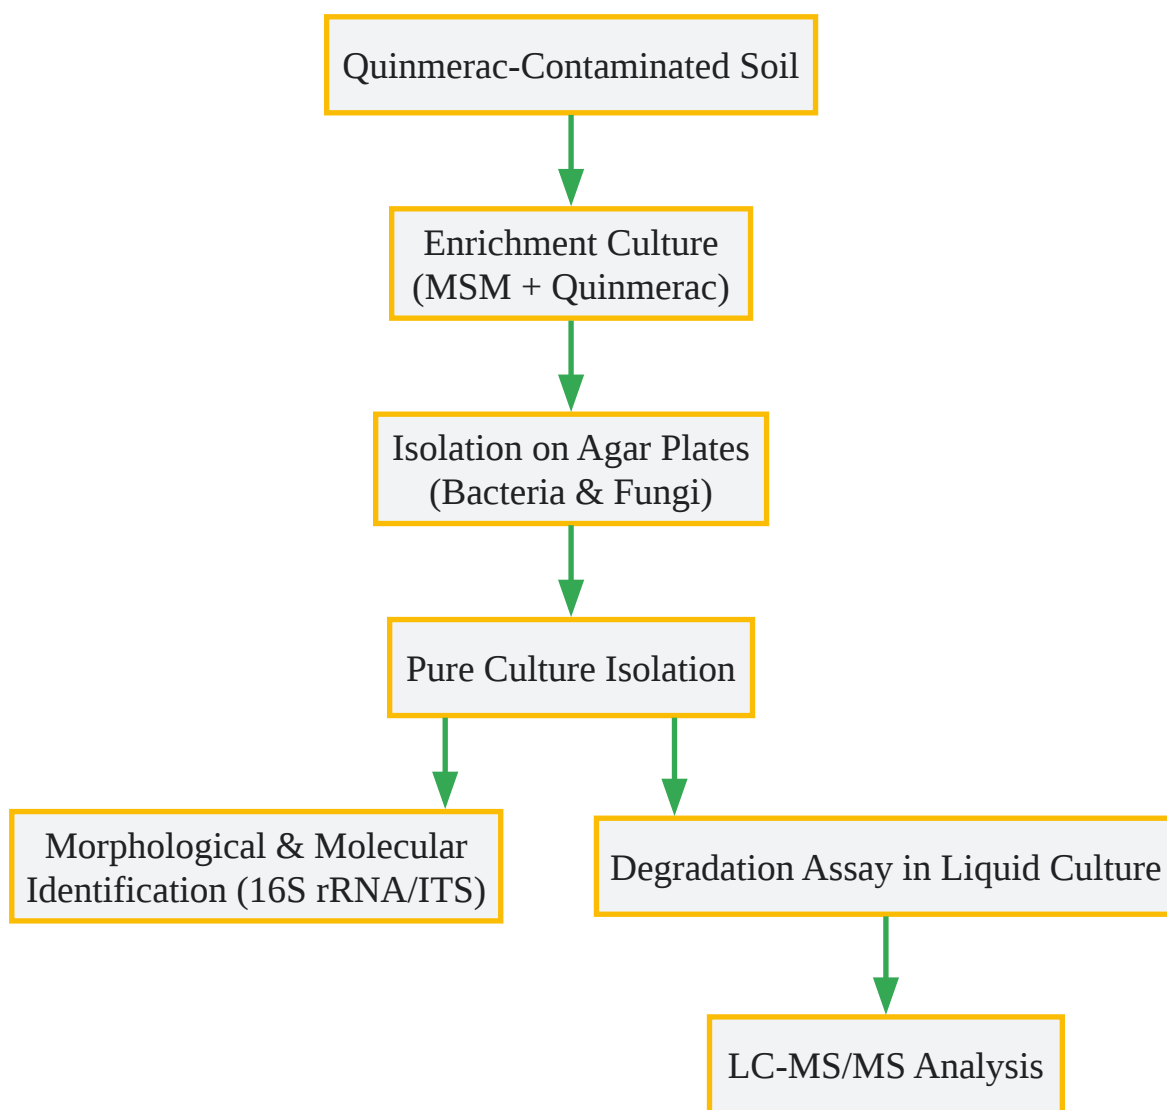 Quinmerac-Contaminated Soil
Enrichment Culture
(MSM + Quinmerac)
Isolation on Agar Plates
(Bacteria & Fungi)
Pure Culture Isolation
Morphological & Molecular
Identification (16S rRNA/ITS)
Degradation Assay in Liquid Culture
LC-MS/MS Analysis